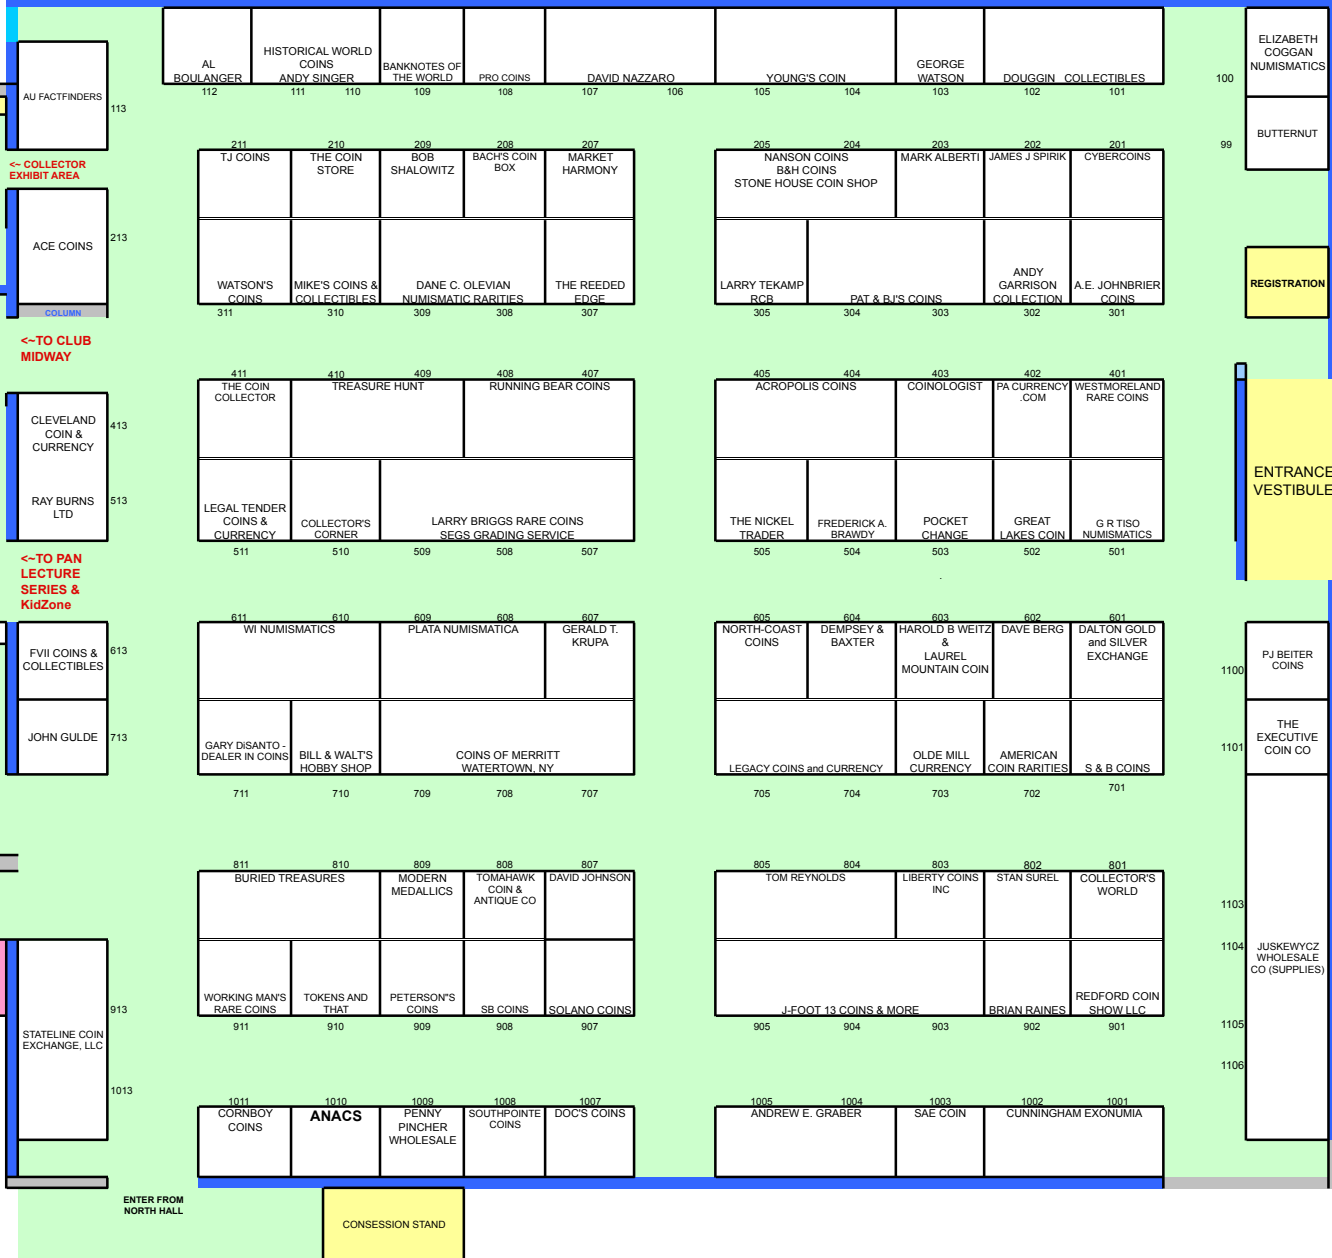 AL
BOULANGER
HISTORICAL WORLD
COINS
ANDY SINGER
BANKNOTES OF
THE WORLD
PRO COINS
DAVID NAZZARO
YOUNG'S COIN
GEORGE
WATSON
DOUGGIN COLLECTIBLES
ELIZABETH
COGGAN
NUMISMATICS
112 111 110 109 108 107 106 105 104 103 102 101 100
AU FACTFINDERS
113
BUTTERNUT
99
<~ COLLECTOR
EXHIBIT AREA
211 210 209 208 207 205 204 203 202 201
TJ COINS
THE COIN
STORE
BOB
SHALOWITZ
BACH'S COIN
BOX
MARKET
HARMONY
NANSON COINS
B&H COINS
STONE HOUSE COIN SHOP
MARK ALBERTI
JAMES J SPIRIK
CYBERCOINS
ACE COINS
213
WATSON'S
COINS
MIKE'S COINS &
COLLECTIBLES
DANE C. OLEVIAN
NUMISMATIC RARITIES
THE REEDED
EDGE
LARRY TEKAMP
RCB
PAT & BJ'S COINS
ANDY
GARRISON
COLLECTION
A.E. JOHNBRIER
COINS
REGISTRATION
COLUMN
311 310 309 308 307 305 304 303 302 301
<~TO CLUB
MIDWAY
411 410 409 408 407 405 404 403 402 401
THE COIN
COLLECTOR
TREASURE HUNT
RUNNING BEAR COINS
ACROPOLIS COINS
COINOLOGIST
PA CURRENCY
.COM
WESTMORELAND
RARE COINS
CLEVELAND
COIN &
CURRENCY
413
RAY BURNS
LTD
513
ENTRANCE
VESTIBULE
LEGAL TENDER
COINS &
CURRENCY
COLLECTOR'S
CORNER
LARRY BRIGGS RARE COINS
SEGS GRADING SERVICE
THE NICKEL
TRADER
FREDERICK A.
BRAWDY
POCKET
CHANGE
GREAT
LAKES COIN
G R TISO
NUMISMATICS
511 510 509 508 507 505 504 503 502 501
.
<~TO PAN
LECTURE
SERIES &
KidZone
611 610 609 608 607 605 604 603 602 601
WI NUMISMATICS
PLATA NUMISMATICA
GERALD T.
KRUPA
NORTH-COAST
COINS
DEMPSEY &
BAXTER
HAROLD B WEITZ
&
LAUREL
MOUNTAIN COIN
DAVE BERG
DALTON GOLD
and SILVER
EXCHANGE
FVII COINS &
COLLECTIBLES
613
1100
PJ BEITER
COINS
JOHN GULDE
713
1101
THE
EXECUTIVE
COIN CO
GARY DiSANTO -
DEALER IN COINS
BILL & WALT'S
HOBBY SHOP
COINS OF MERRITT
WATERTOWN, NY
LEGACY COINS and CURRENCY
OLDE MILL
CURRENCY
AMERICAN
COIN RARITIES
S & B COINS
711 710 709 708 707 705 704 703 702 701
811 810 809 808 807 805 804 803 802 801
BURIED TREASURES
MODERN
MEDALLICS
TOMAHAWK
COIN &
ANTIQUE CO
DAVID JOHNSON
TOM REYNOLDS
LIBERTY COINS
INC
STAN SUREL
COLLECTOR'S
WORLD
1103
1104
JUSKEWYCZ
WHOLESALE
CO (SUPPLIES)
1105
1106
WORKING MAN'S
RARE COINS
TOKENS AND
THAT
PETERSON"S
COINS
SB COINS
SOLANO COINS
J-FOOT 13 COINS & MORE
BRIAN RAINES
REDFORD COIN
SHOW LLC
911 910 909 908 907 905 904 903 902 901
913
STATELINE COIN
EXCHANGE, LLC
1013
1011 1010 1009 1008 1007 1005 1004 1003 1002 1001
CORNBOY
COINS
ANACS
PENNY
PINCHER
WHOLESALE
SOUTHPOINTE
COINS
DOC'S COINS
ANDREW E. GRABER
SAE COIN
CUNNINGHAM EXONUMIA
ENTER FROM
NORTH HALL
CONSESSION STAND